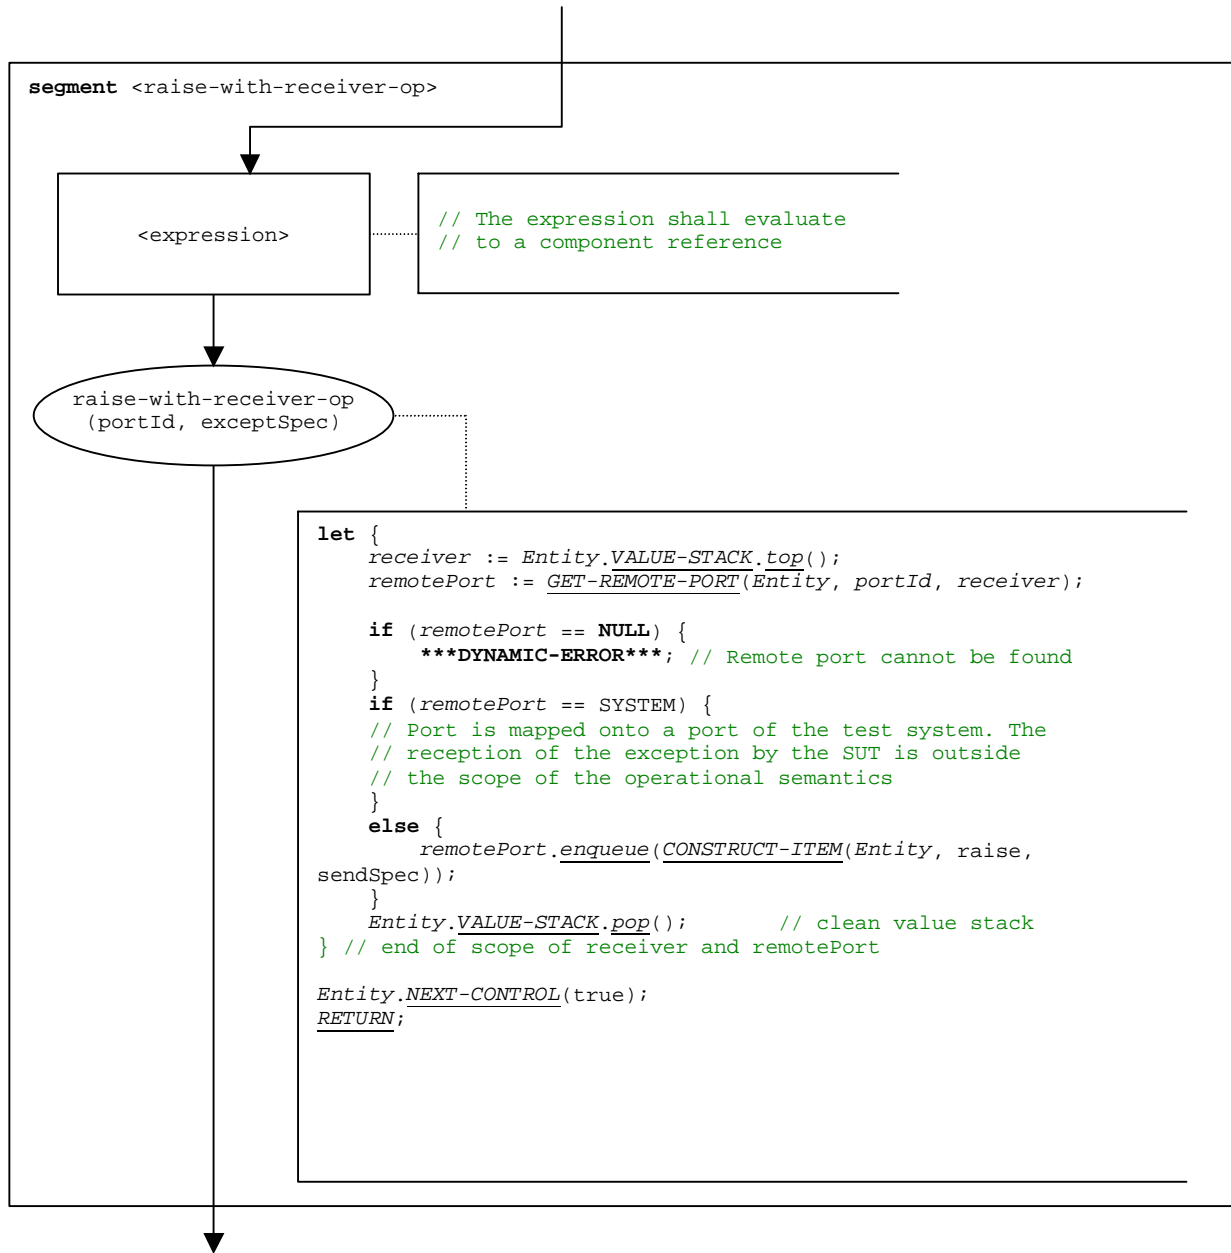 segment <raise-with-receiver-op>
<expression>
// The expression shall evaluate
// to a component reference
raise-with-receiver-op
(portId, exceptSpec)
let {
receiver := Entity.VALUE-STACK.top();
remotePort := GET-REMOTE-PORT(Entity, portId, receiver);
if (remotePort == NULL) {
***DYNAMIC-ERROR***; // Remote port cannot be found
}
if (remotePort == SYSTEM) {
// Port is mapped onto a port of the test system. The
// reception of the exception by the SUT is outside
// the scope of the operational semantics
}
else {
remotePort.enqueue(CONSTRUCT-ITEM(Entity, raise,
sendSpec));
}
Entity.VALUE-STACK.pop(); // clean value stack
} // end of scope of receiver and remotePort
Entity.NEXT-CONTROL(true);
RETURN;